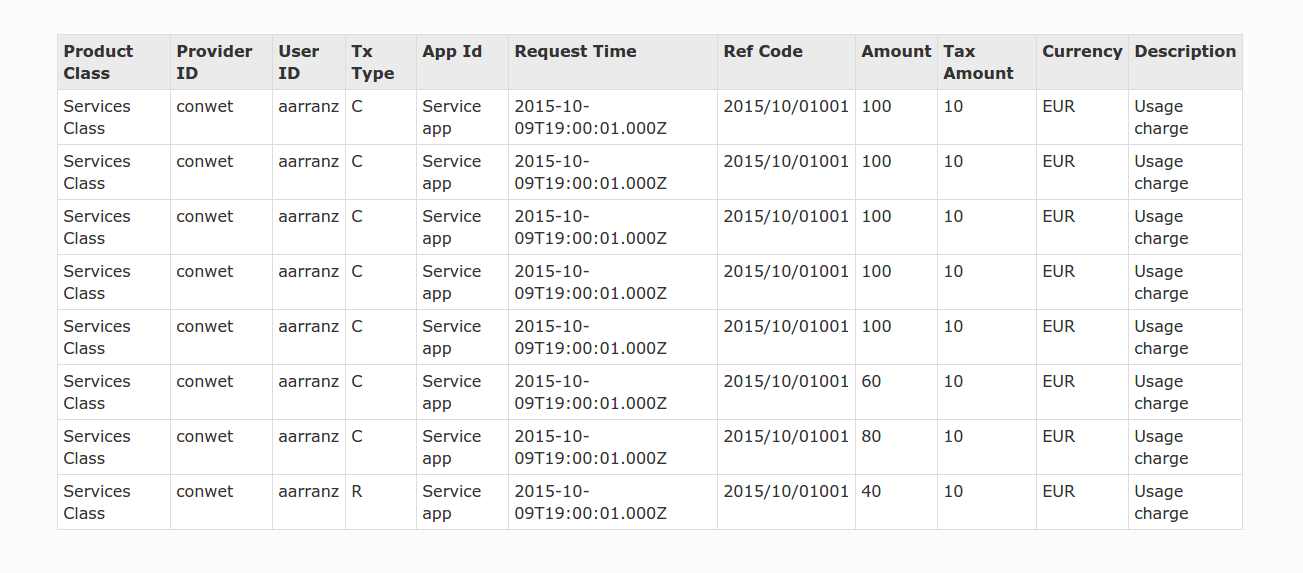 Product Class Provider ID User ID Tx Type App Id Request Time Ref Code Amount Tax Amount Currency Description
Services Class conwet aarranz C Service app 2015-10-09T19:00:01.000Z 2015/10/01001 100 10 EUR Usage charge
Services Class conwet aarranz C Service app 2015-10-09T19:00:01.000Z 2015/10/01001 100 10 EUR Usage charge
Services Class conwet aarranz C Service app 2015-10-09T19:00:01.000Z 2015/10/01001 100 10 EUR Usage charge
Services Class conwet aarranz C Service app 2015-10-09T19:00:01.000Z 2015/10/01001 100 10 EUR Usage charge
Services Class conwet aarranz C Service app 2015-10-09T19:00:01.000Z 2015/10/01001 100 10 EUR Usage charge
Services Class conwet aarranz C Service app 2015-10-09T19:00:01.000Z 2015/10/01001 60 10 EUR Usage charge
Services Class conwet aarranz C Service app 2015-10-09T19:00:01.000Z 2015/10/01001 80 10 EUR Usage charge
Services Class conwet aarranz R Service app 2015-10-09T19:00:01.000Z 2015/10/01001 40 10 EUR Usage charge